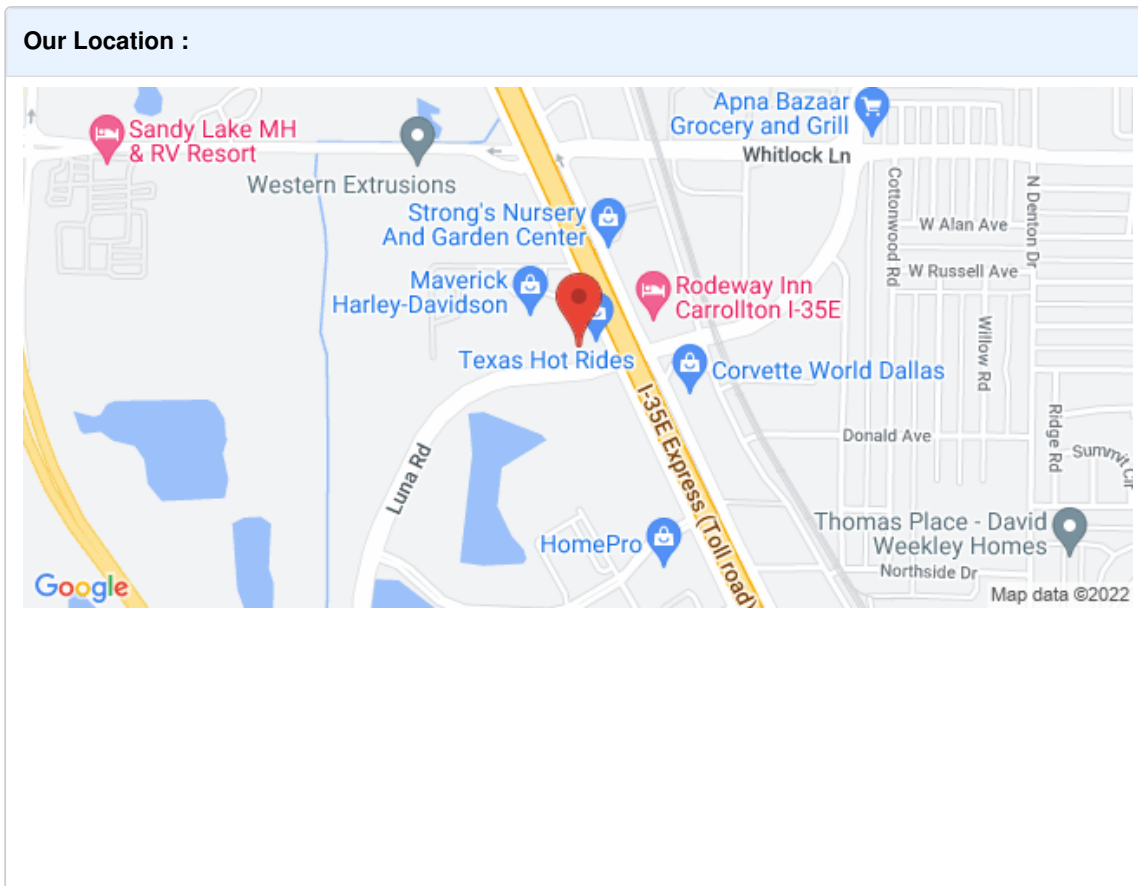 Our Location :
Sandy Lake MH
& RV Resort
Western Extrusions
Apna Bazaar
Grocery and Grill
Whitlock Ln
Strong's Nursery
And Garden Center
Maverick
Harley-Davidson
Rodeway Inn
Carrollton I-35E
Texas Hot Rides
Corvette World Dallas
Cottonwood Rd
N Denton Dr
W Alan Ave
W Russell Ave
Willow Rd
I-35E Express (Toll road)
Luna Rd
Donald Ave
Ridge Rd
Summit Cir
HomePro
Thomas Place - David
Weekley Homes
Northside Dr
Google
Map data ©2022